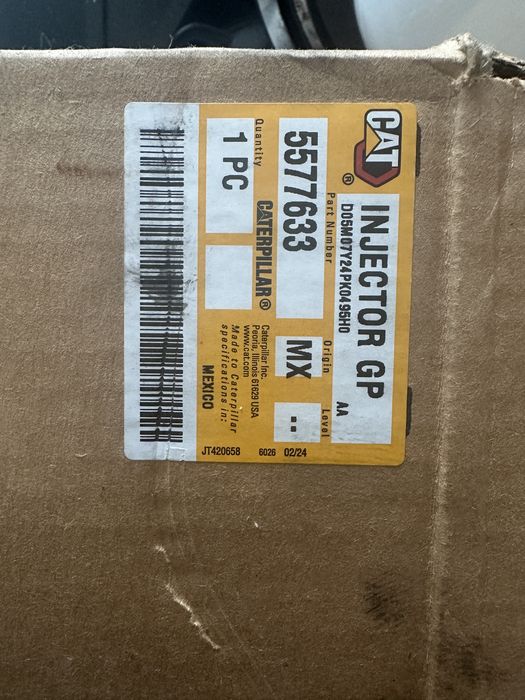 CAT®
INJECTOR GP
D05M07Y24PK0495H0
AA
Part Number
Origin
Level
5577633
MX
--
Quantity
CATERPILLAR®
1 PC
Caterpillar Inc.
Peoria, Illinois 61629 USA
www.cat.com
Made to Caterpillar
specifications in:
MEXICO
JT420658
6026
02/24